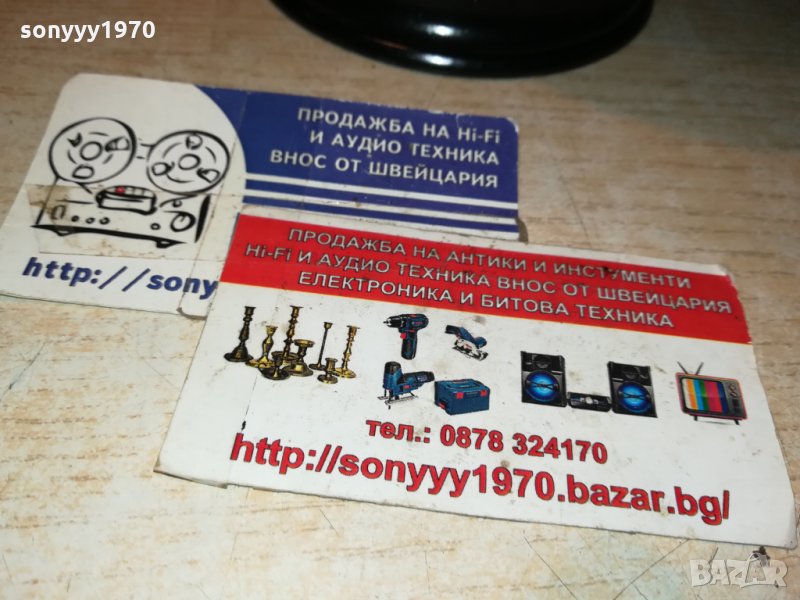 sonyyy1970
ПРОДАЖБА НА Hi-Fi
И АУДИО ТЕХНИКА
ВНОС ОТ ШВЕЙЦАРИЯ
http://sony
ПРОДАЖБА НА АНТИКИ И ИНСТУМЕНТИ
Hi-Fi И АУДИО ТЕХНИКА ВНОС ОТ ШВЕЙЦАРИЯ
ЕЛЕКТРОНИКА И БИТОВА ТЕХНИКА
тел.: 0878 324170
http://sonyyy1970.bazar.bg/
BAZAR